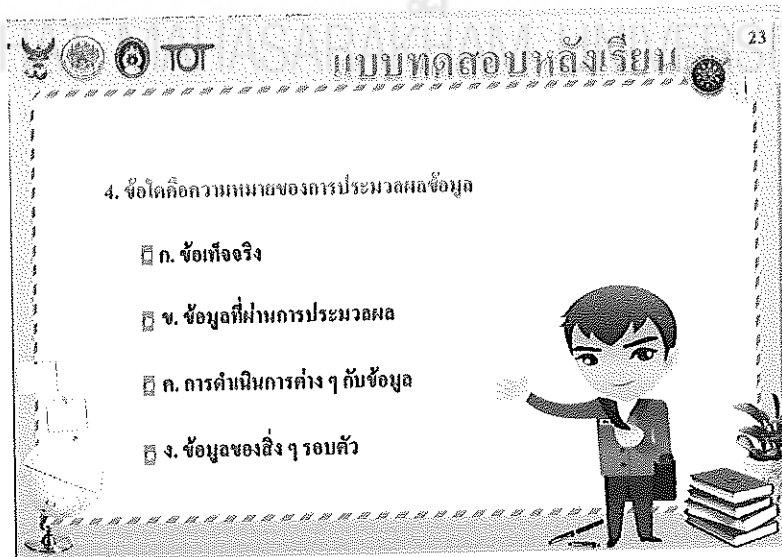 MAHASARAKHAM UNIVERSI
23
TOT
แบบทดสอบหลังเรียน
4. ข้อใดคือความหมายของการประมวลผลข้อมูล
ก. ข้อเท็จจริง
ข. ข้อมูลที่ผ่านการประมวลผล
ค. การดำเนินการต่าง ๆ กับข้อมูล
ง. ข้อมูลของสิ่ง ๆ รอบตัว